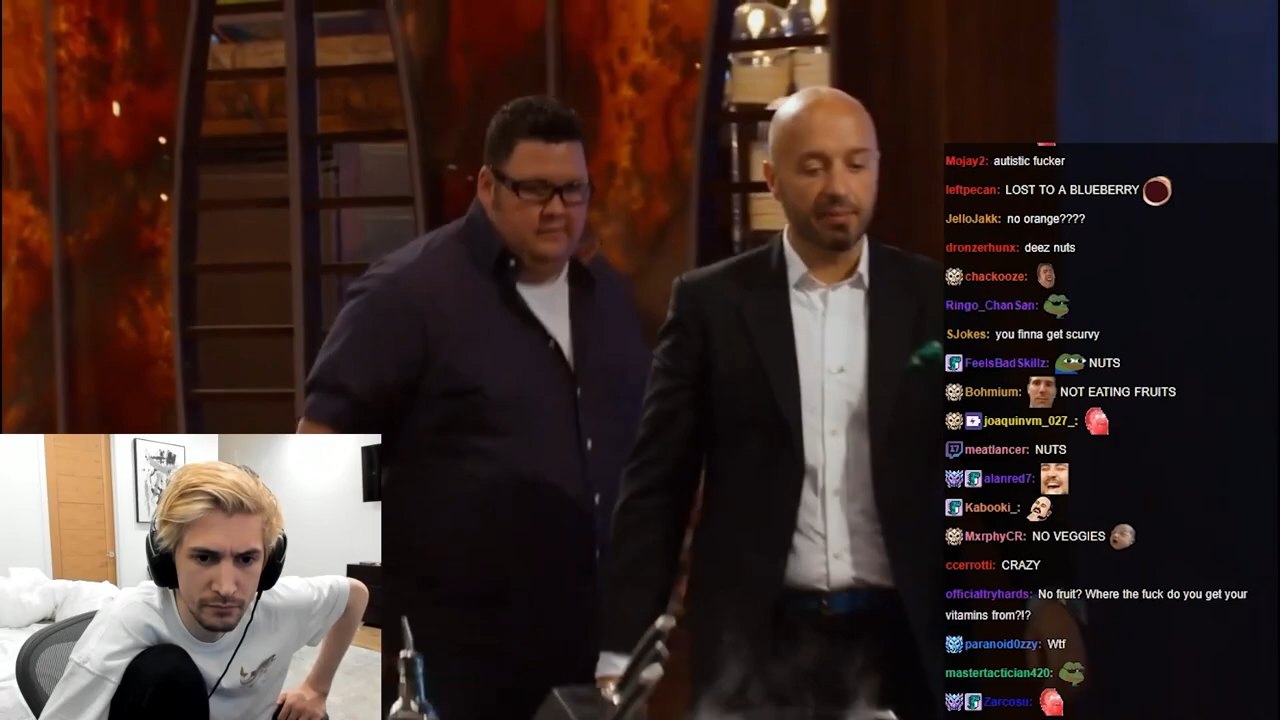 Mojay2: autistic fucker
leftpecan: LOST TO A BLUEBERRY
JelloJakk: no orange????
dronzerhunx: deez nuts
chackooze:
Ringo_ChanSan:
SJokes: you finna get scurvy
FeelsBadSkillz: NUTS
Bohmium: NOT EATING FRUITS
joaquinvm_027_:
17 meatlancer: NUTS
alanred7:
Kabooki_:
MxrphyCR: NO VEGGIES
ccerrotti: CRAZY
officialtryhards: No fruit? Where the fuck do you get your
vitamins from?!?
paranoid0zzy: Wtf
mastertactician420:
Zarcosu: